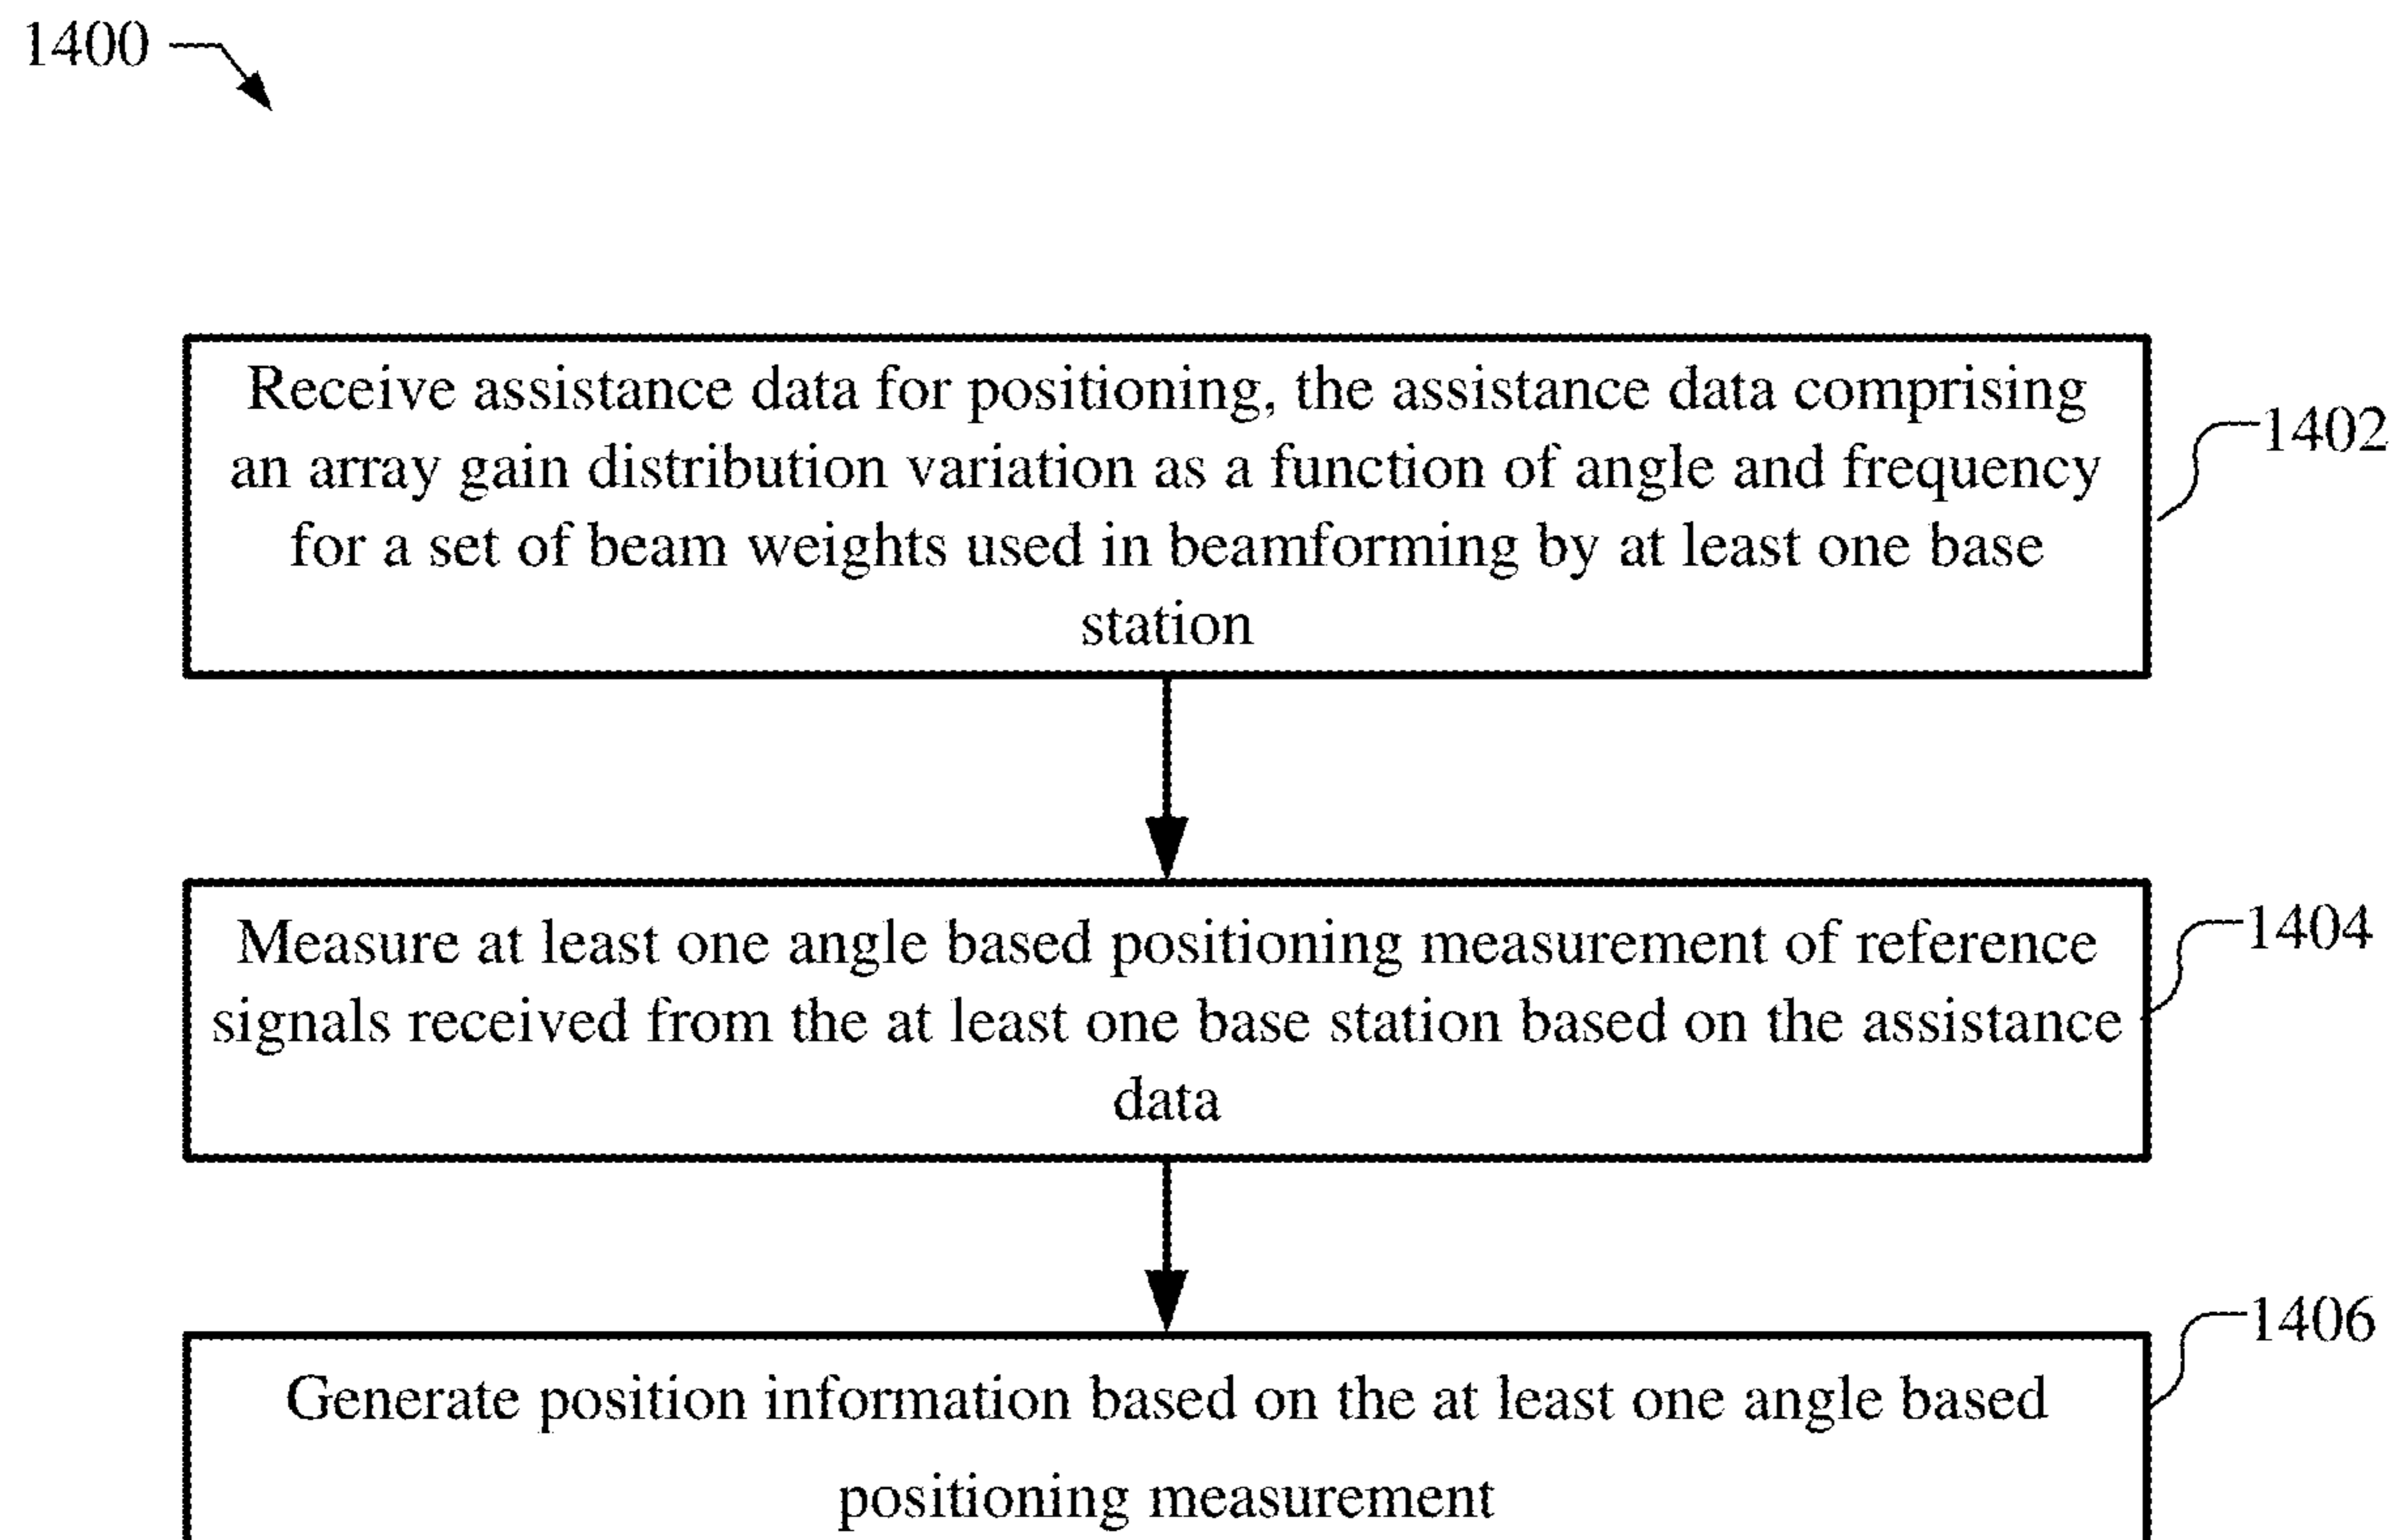 1400
Receive assistance data for positioning, the assistance data comprising
an array gain distribution variation as a function of angle and frequency
for a set of beam weights used in beamforming by at least one base
station
1402
Measure at least one angle based positioning measurement of reference
signals received from the at least one base station based on the assistance
data
1404
Generate position information based on the at least one angle based
positioning measurement
1406